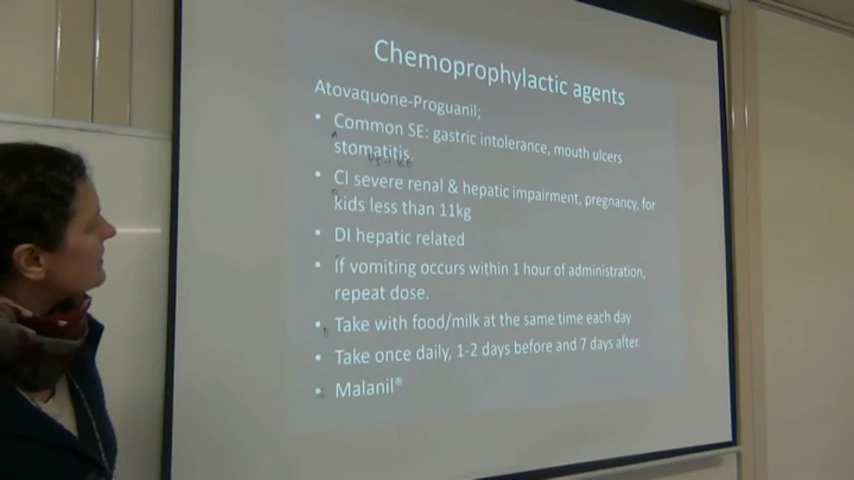 Chemoprophylactic agents
Atovaquone-Proguanil;
• Common SE: gastric intolerance, mouth ulcers
stomatitis
• CI severe renal & hepatic impairment, pregnancy, for
kids less than 11kg
• DI hepatic related
• If vomiting occurs within 1 hour of administration,
repeat dose.
• Take with food/milk at the same time each day
• Take once daily, 1-2 days before and 7 days after.
• Malanil®